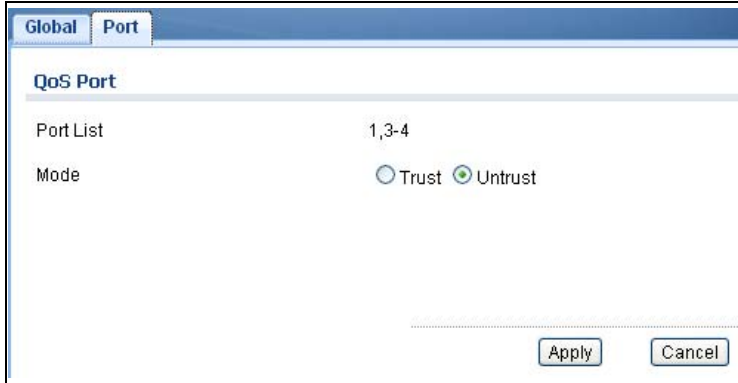 Global Port
QoS Port
Port List 1,3-4
Mode Trust Untrust
Apply Cancel